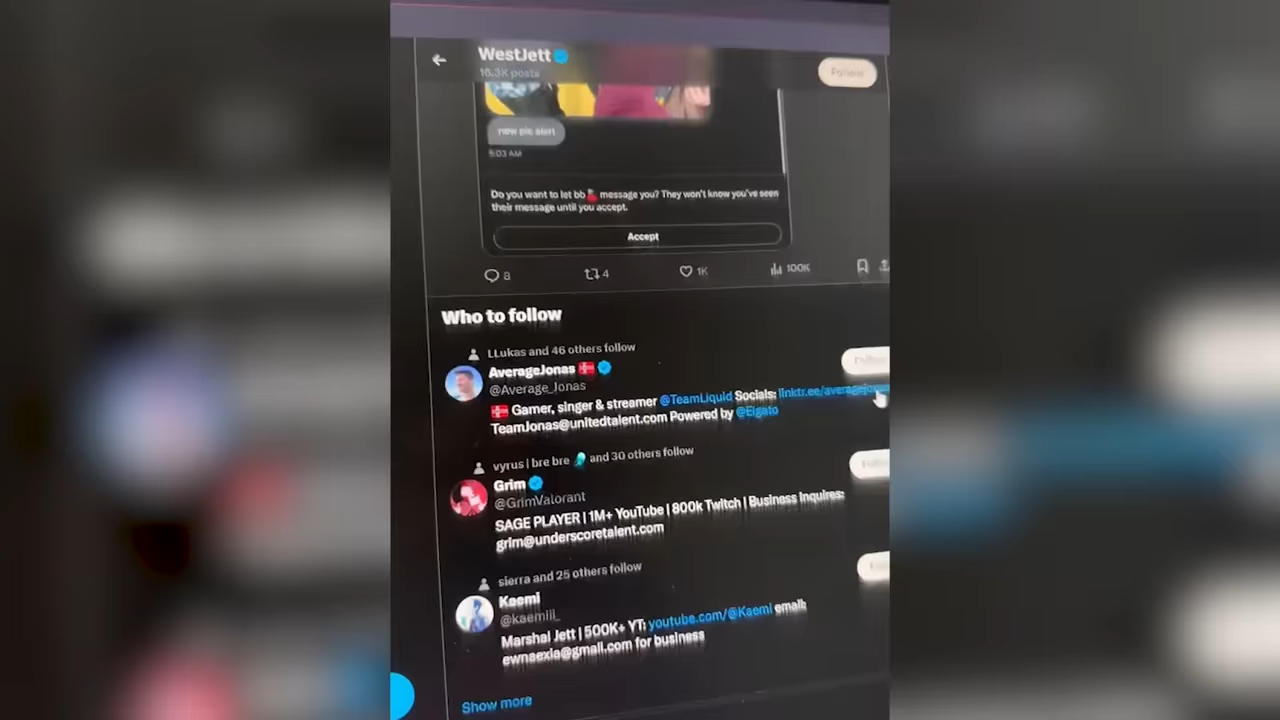 WestJett
16.3K posts
Follow
new pic alert
5:03 AM
Do you want to let bb message you? They won't know you've seen
their message until you accept.
Accept
8
4
1K
100K
Who to follow
LLukas and 46 others follow
AverageJonas
@Average_Jonas
Gamer, singer & streamer @TeamLiquid Socials: linktr.ee/averagejonas
TeamJonas@unitedtalent.com Powered by @Elgato
vyrus | bre bre and 30 others follow
Grim
@GrimValorant
SAGE PLAYER | 1M+ YouTube | 800k Twitch | Business Inquires:
grim@underscoretalent.com
sierra and 25 others follow
Kaemi
@kaemiil_
Marshal Jett | 500K+ YT: youtube.com/@Kaemi email:
ewnaexia@gmail.com for business
Show more